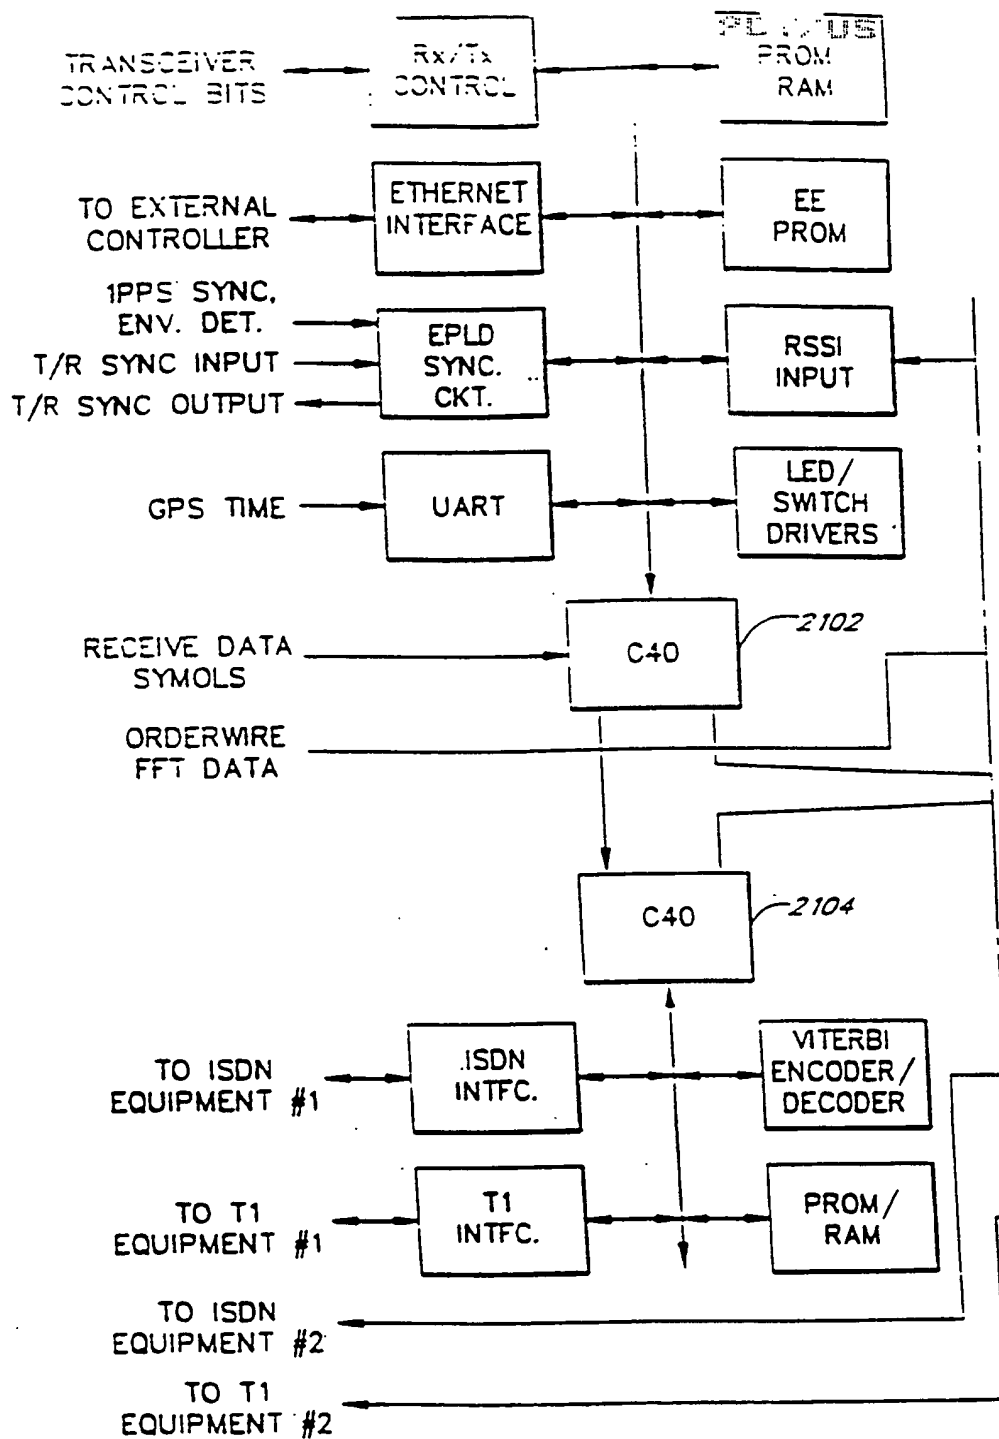 TRANSCEIVER
CONTROL BITS
Rx/Tx
CONTROL
PROM
RAM
TO EXTERNAL
CONTROLLER
ETHERNET
INTERFACE
EE
PROM
1PPS SYNC,
ENV. DET.
T/R SYNC INPUT
T/R SYNC OUTPUT
EPLD
SYNC.
CKT.
RSSI
INPUT
GPS TIME
UART
LED/
SWITCH
DRIVERS
RECEIVE DATA
SYMOLS
C40
2102
ORDERWIRE
FFT DATA
C40
2104
TO ISDN
EQUIPMENT #1
ISDN
INTFC.
VITERBI
ENCODER/
DECODER
TO T1
EQUIPMENT #1
T1
INTFC.
PROM/
RAM
TO ISDN
EQUIPMENT #2
TO T1
EQUIPMENT #2